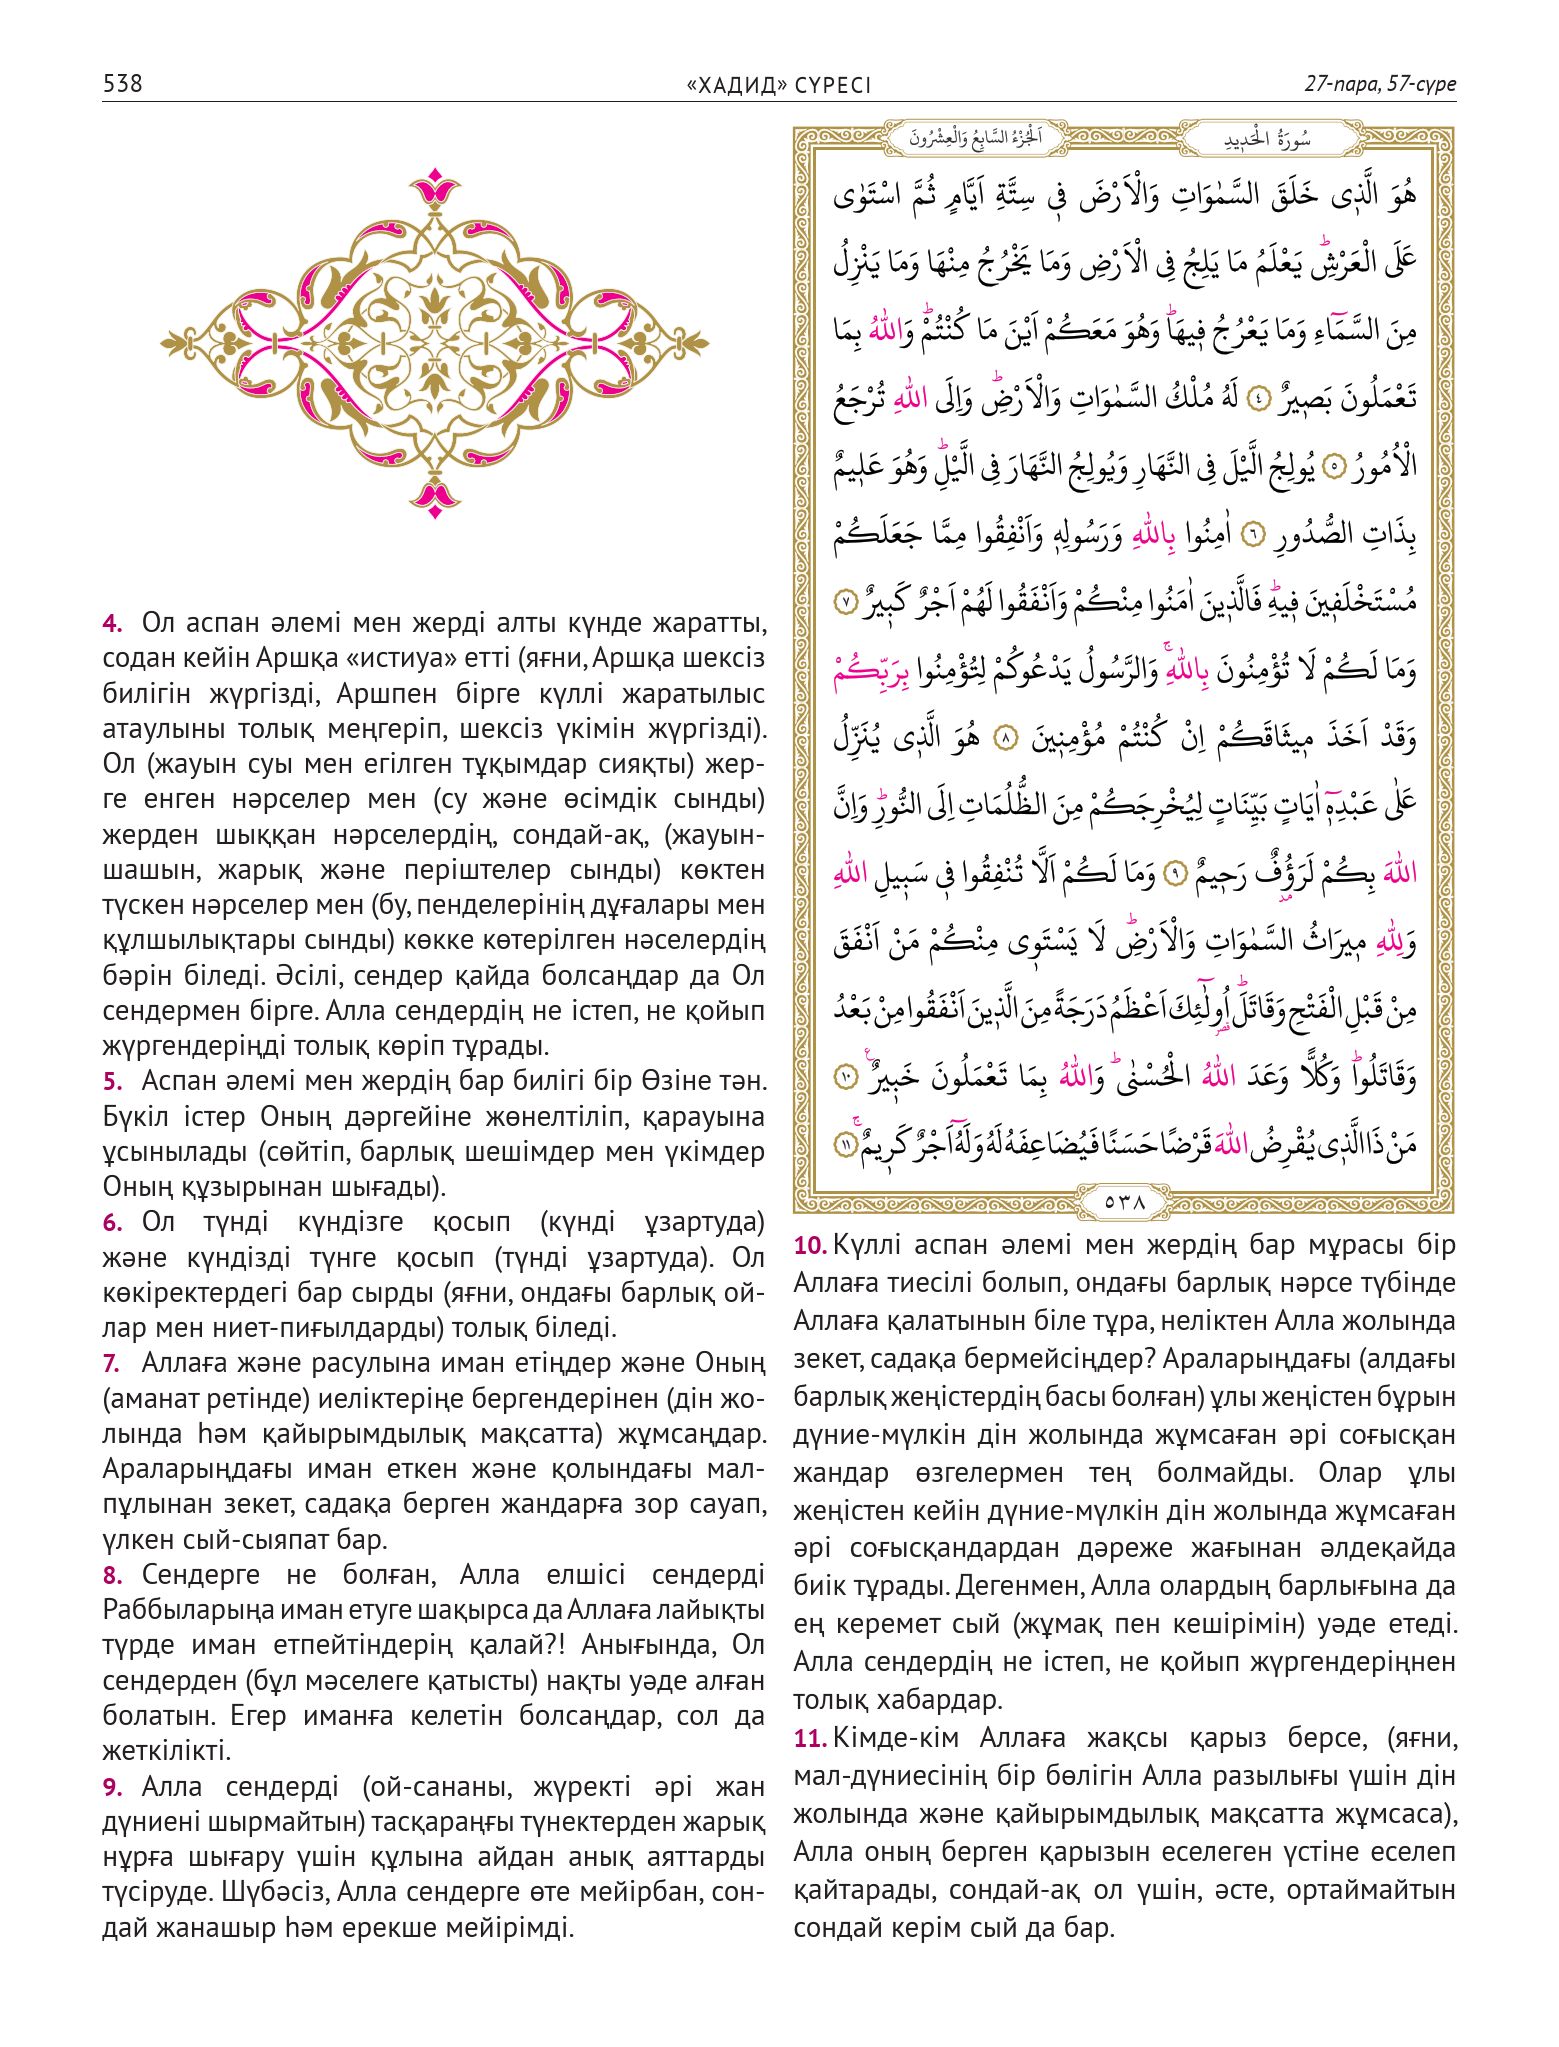 538
«ХАДИД» СҮРЕСІ
27-пара, 57-сүре
4. Ол аспан әлемі мен жерді алты күнде жаратты,
содан кейін Аршқа «истиуа» етті (яғни, Аршқа шексіз
билігін жүргізді, Аршпен бірге күллі жаратылыс
атаулыны толық меңгеріп, шексіз үкімін жүргізді).
Ол (жауын суы мен егілген тұқымдар сияқты) жер-
ге енген нәрселер мен (су және өсімдік сынды)
жерден шыққан нәрселердің, сондай-ақ, (жауын-
шашын, жарық және періштелер сынды) көктен
түскен нәрселер мен (бу, пенделерінің дұғалары мен
құлшылықтары сынды) көкке көтерілген нәселердің
бәрін біледі. Әсілі, сендер қайда болсаңдар да Ол
сендермен бірге. Алла сендердің не істеп, не қойып
жүргендеріңді толық көріп тұрады.
5. Аспан әлемі мен жердің бар билігі бір Өзіне тән.
Бүкіл істер Оның дәргейіне жөнелтіліп, қарауына
ұсынылады (сөйтіп, барлық шешімдер мен үкімдер
Оның құзырынан шығады).
6. Ол түнді күндізге қосып (күнді ұзартуда)
және күндізді түнге қосып (түнді ұзартуда). Ол
көкіректердегі бар сырды (яғни, ондағы барлық ой-
лар мен ниет-пиғылдарды) толық біледі.
7. Аллаға және расулына иман етіңдер және Оның
(аманат ретінде) иеліктеріңе бергендерінен (дін жо-
лында һәм қайырымдылық мақсатта) жұмсаңдар.
Араларыңдағы иман еткен және қолындағы мал-
пұлынан зекет, садақа берген жандарға зор сауап,
үлкен сый-сыяпат бар.
8. Сендерге не болған, Алла елшісі сендерді
Раббыларыңа иман етуге шақырса да Аллаға лайықты
түрде иман етпейтіндерің қалай?! Анығында, Ол
сендерден (бұл мәселеге қатысты) нақты уәде алған
болатын. Егер иманға келетін болсаңдар, сол да
жеткілікті.
9. Алла сендерді (ой-сананы, жүректі әрі жан
дүниені шырмайтын) тасқараңғы түнектерден жарық
нұрға шығару үшін құлына айдан анық аяттарды
түсіруде. Шүбәсіз, Алла сендерге өте мейірбан, сон-
дай жанашыр һәм ерекше мейірімді.
سُورَةُ الْحَدٖيدِ
اَلْجُزْءُ السَّابِعُ وَالْعِشْرُونَ
هُوَ الَّذٖى خَلَقَ السَّمٰوَاتِ وَالْاَرْضَ فٖى سِتَّةِ اَيَّامٍ ثُمَّ اسْتَوٰى
عَلَى الْعَرْشِؕ يَعْلَمُ مَا يَلِجُ فِى الْاَرْضِ وَمَا يَخْرُجُ مِنْهَا وَمَا يَنْزِلُ
مِنَ السَّمَٓاءِ وَمَا يَعْرُجُ فٖيهَاؕ وَهُوَ مَعَكُمْ اَيْنَ مَا كُنْتُمْؕ وَاللّٰهُ بِمَا
تَعْمَلُونَ بَصٖيرٌ ٤ لَهُ مُلْكُ السَّمٰوَاتِ وَالْاَرْضِؕ وَاِلَى اللّٰهِ تُرْجَعُ
الْاُمُورُ ٥ يُولِجُ الَّيْلَ فِى النَّهَارِ وَيُولِجُ النَّهَارَ فِى الَّيْلِؕ وَهُوَ عَلٖيمٌ
بِذَاتِ الصُّدُورِ ٦ اٰمِنُوا بِاللّٰهِ وَرَسُولِهٖ وَاَنْفِقُوا مِمَّا جَعَلَكُمْ
مُسْتَخْلَفٖينَ فٖيهِؕ فَالَّذٖينَ اٰمَنُوا مِنْكُمْ وَاَنْفَقُوا لَهُمْ اَجْرٌ كَبٖيرٌ ٧
وَمَا لَكُمْ لَا تُؤْمِنُونَ بِاللّٰهِۚ وَالرَّسُولُ يَدْعُوكُمْ لِتُؤْمِنُوا بِرَبِّكُمْ
وَقَدْ اَخَذَ مٖيثَاقَكُمْ اِنْ كُنْتُمْ مُؤْمِنٖينَ ٨ هُوَ الَّذٖى يُنَزِّلُ
عَلٰى عَبْدِهٖٓ اٰيَاتٍ بَيِّنَاتٍ لِيُخْرِجَكُمْ مِنَ الظُّلُمَاتِ اِلَى النُّورِؕ وَاِنَّ
اللّٰهَ بِكُمْ لَرَؤُفٌ رَحٖيمٌ ٩ وَمَا لَكُمْ اَلَّا تُنْفِقُوا فٖى سَبٖيلِ اللّٰهِ
وَلِلّٰهِ مٖيرَاثُ السَّمٰوَاتِ وَالْاَرْضِؕ لَا يَسْتَوٖى مِنْكُمْ مَنْ اَنْفَقَ
مِنْ قَبْلِ الْفَتْحِ وَقَاتَلَؕ اُو۬لٰٓئِكَ اَعْظَمُ دَرَجَةً مِنَ الَّذٖينَ اَنْفَقُوا مِنْ بَعْدُ
وَقَاتَلُواؕ وَكُلًّا وَعَدَ اللّٰهُ الْحُسْنٰىؕ وَاللّٰهُ بِمَا تَعْمَلُونَ خَبٖيرٌ ١٠
مَنْ ذَا الَّذٖى يُقْرِضُ اللّٰهَ قَرْضًا حَسَنًا فَيُضَاعِفَهُ لَهُ وَلَهُٓ اَجْرٌ كَرٖيمٌۚ ١١
٥٣٨
10. Күллі аспан әлемі мен жердің бар мұрасы бір
Аллаға тиесілі болып, ондағы барлық нәрсе түбінде
Аллаға қалатынын біле тұра, неліктен Алла жолында
зекет, садақа бермейсіңдер? Араларыңдағы (алдағы
барлық жеңістердің басы болған) ұлы жеңістен бұрын
дүние-мүлкін дін жолында жұмсаған әрі соғысқан
жандар өзгелермен тең болмайды. Олар ұлы
жеңістен кейін дүние-мүлкін дін жолында жұмсаған
әрі соғысқандардан дәреже жағынан әлдеқайда
биік тұрады. Дегенмен, Алла олардың барлығына да
ең керемет сый (жұмақ пен кешірімін) уәде етеді.
Алла сендердің не істеп, не қойып жүргендеріңнен
толық хабардар.
11. Кімде-кім Аллаға жақсы қарыз берсе, (яғни,
мал-дүниесінің бір бөлігін Алла разылығы үшін дін
жолында және қайырымдылық мақсатта жұмсаса),
Алла оның берген қарызын еселеген үстіне еселеп
қайтарады, сондай-ақ ол үшін, әсте, ортаймайтын
сондай керім сый да бар.